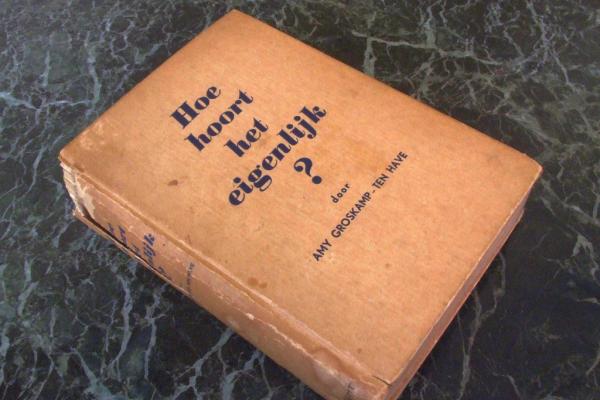 Hoe
hoort
het
eigenlijk
?
door
AMY GROSKAMP-TEN HAVE